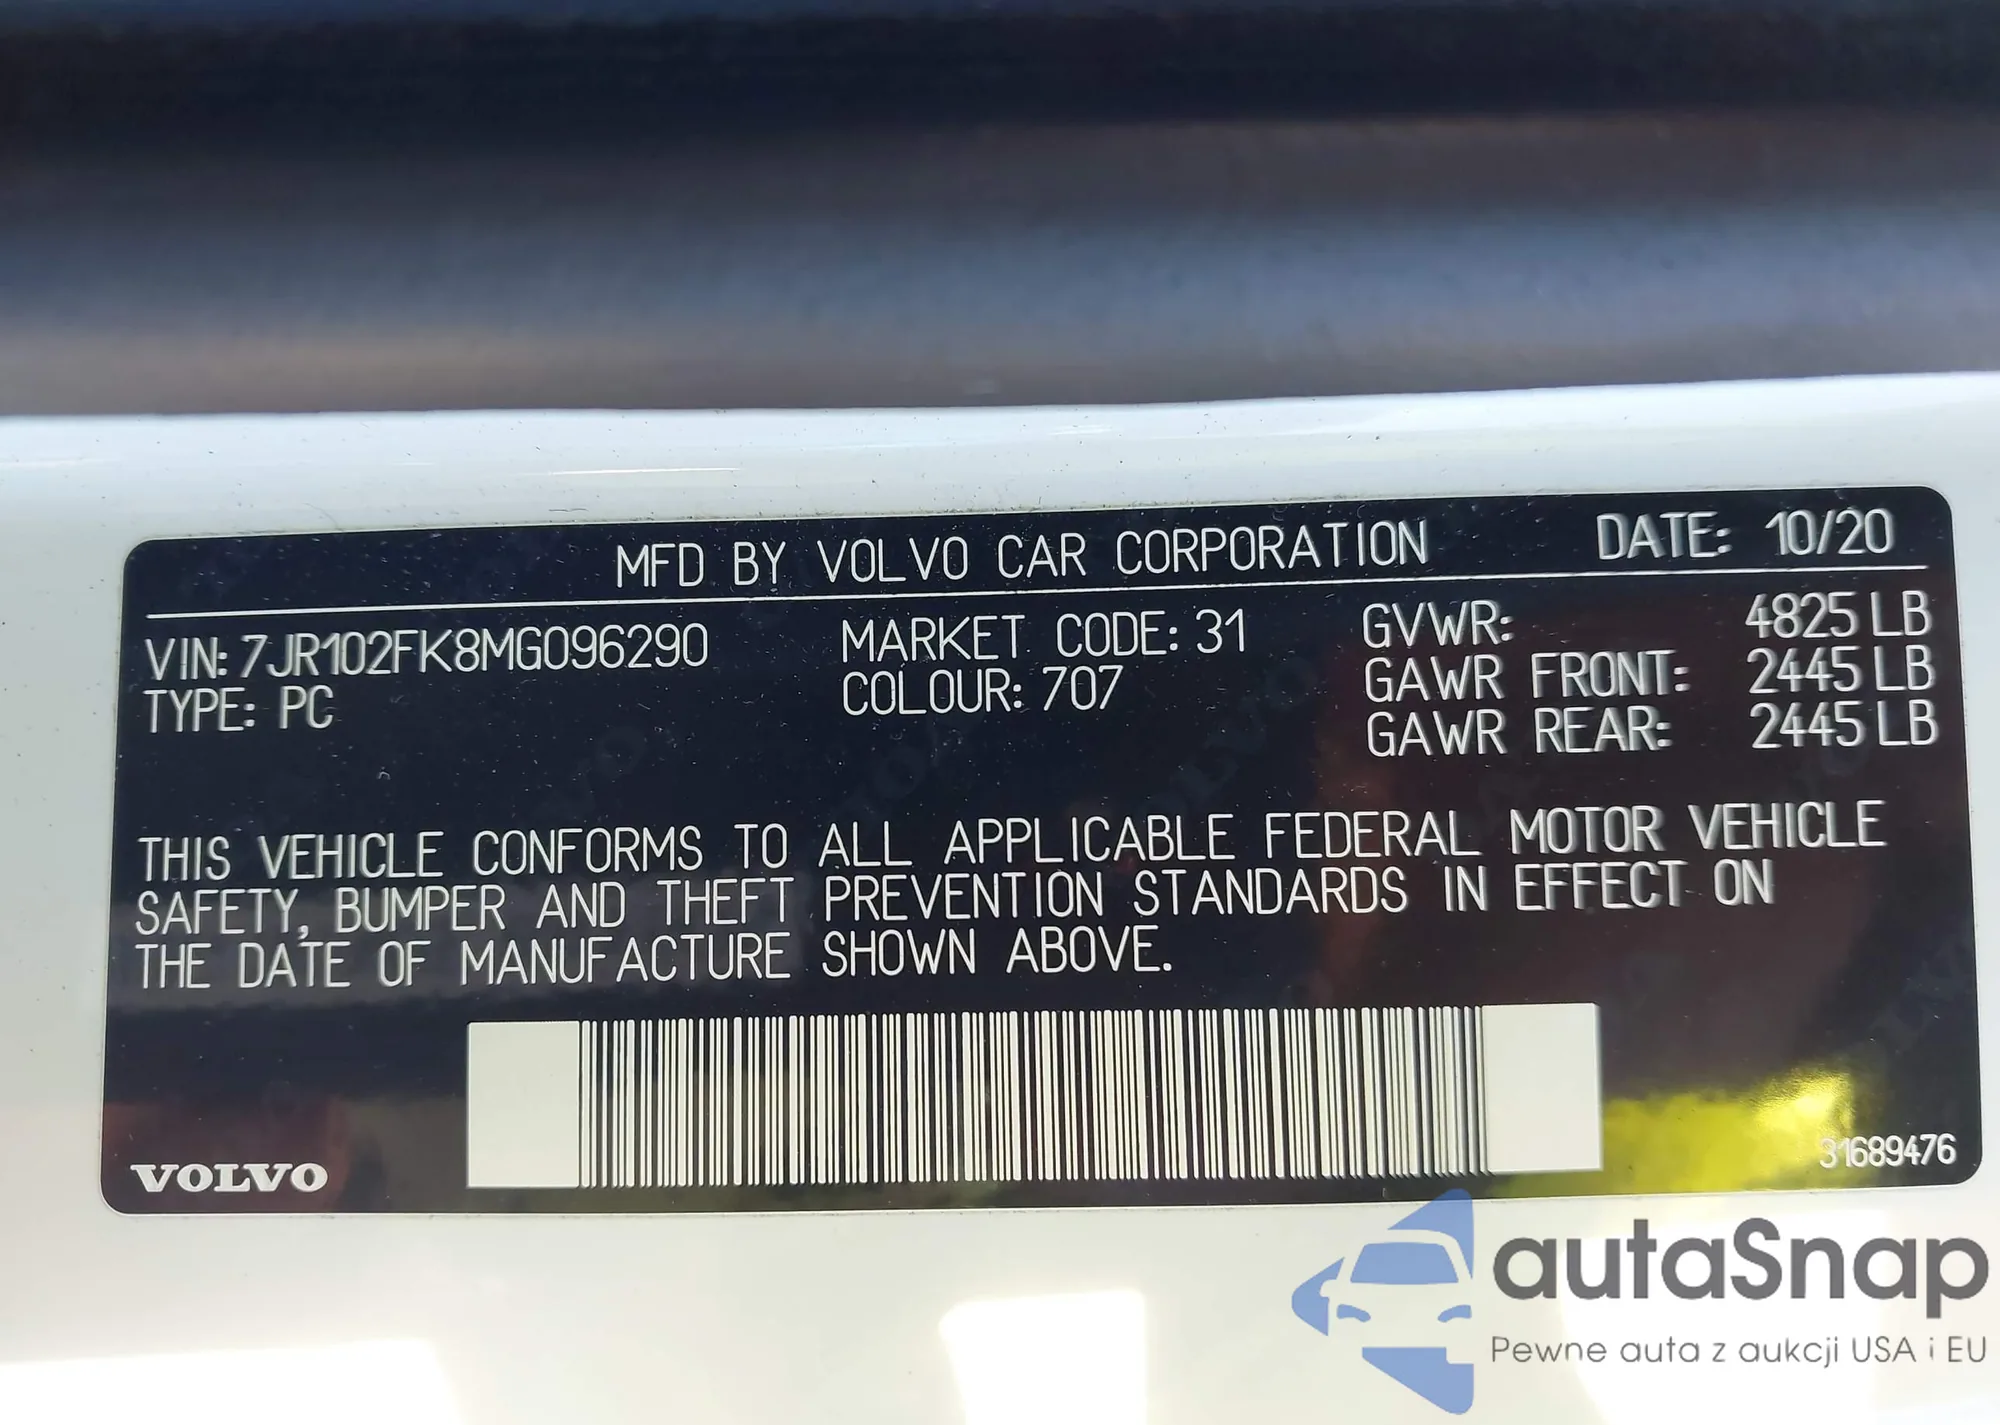 MFD BY VOLVO CAR CORPORATION DATE: 10/20
VIN: 7JR102FK8MG096290 MARKET CODE: 31 GVWR: 4825 LB
TYPE: PC COLOUR: 707 GAWR FRONT: 2445 LB
GAWR REAR: 2445 LB
THIS VEHICLE CONFORMS TO ALL APPLICABLE FEDERAL MOTOR VEHICLE
SAFETY, BUMPER AND THEFT PREVENTION STANDARDS IN EFFECT ON
THE DATE OF MANUFACTURE SHOWN ABOVE.
VOLVO 31689476
autaSnap
Pewne auta z aukcji USA i EU